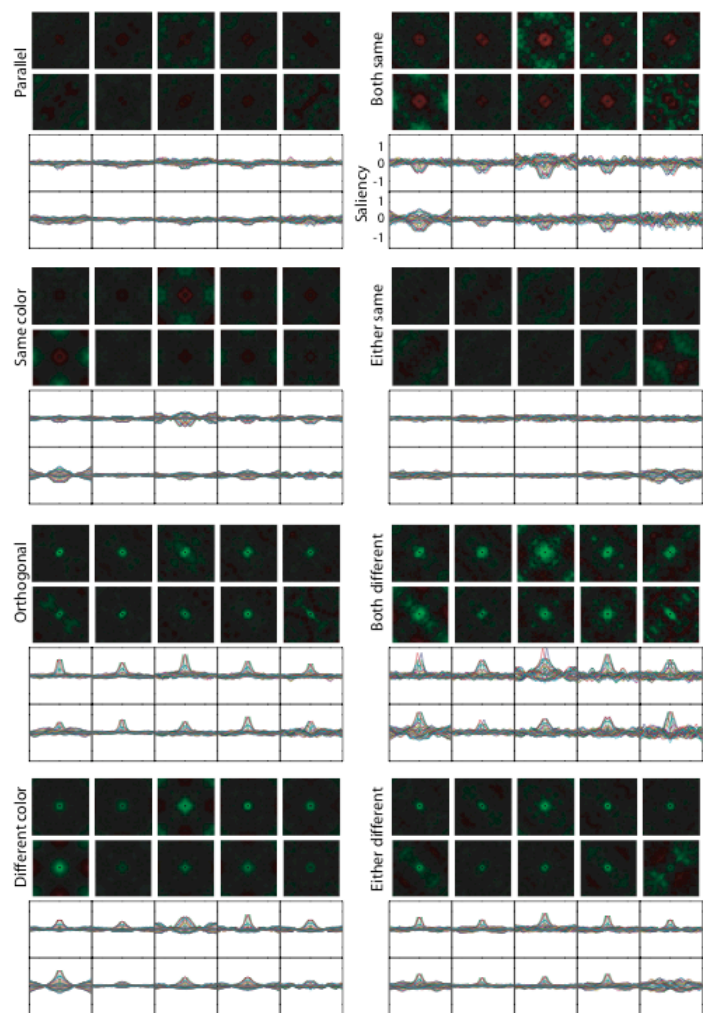 Parallel
Both same
Saliency
1
0
-1
1
0
-1
Same color
Either same
Orthogonal
Both different
Different color
Either different